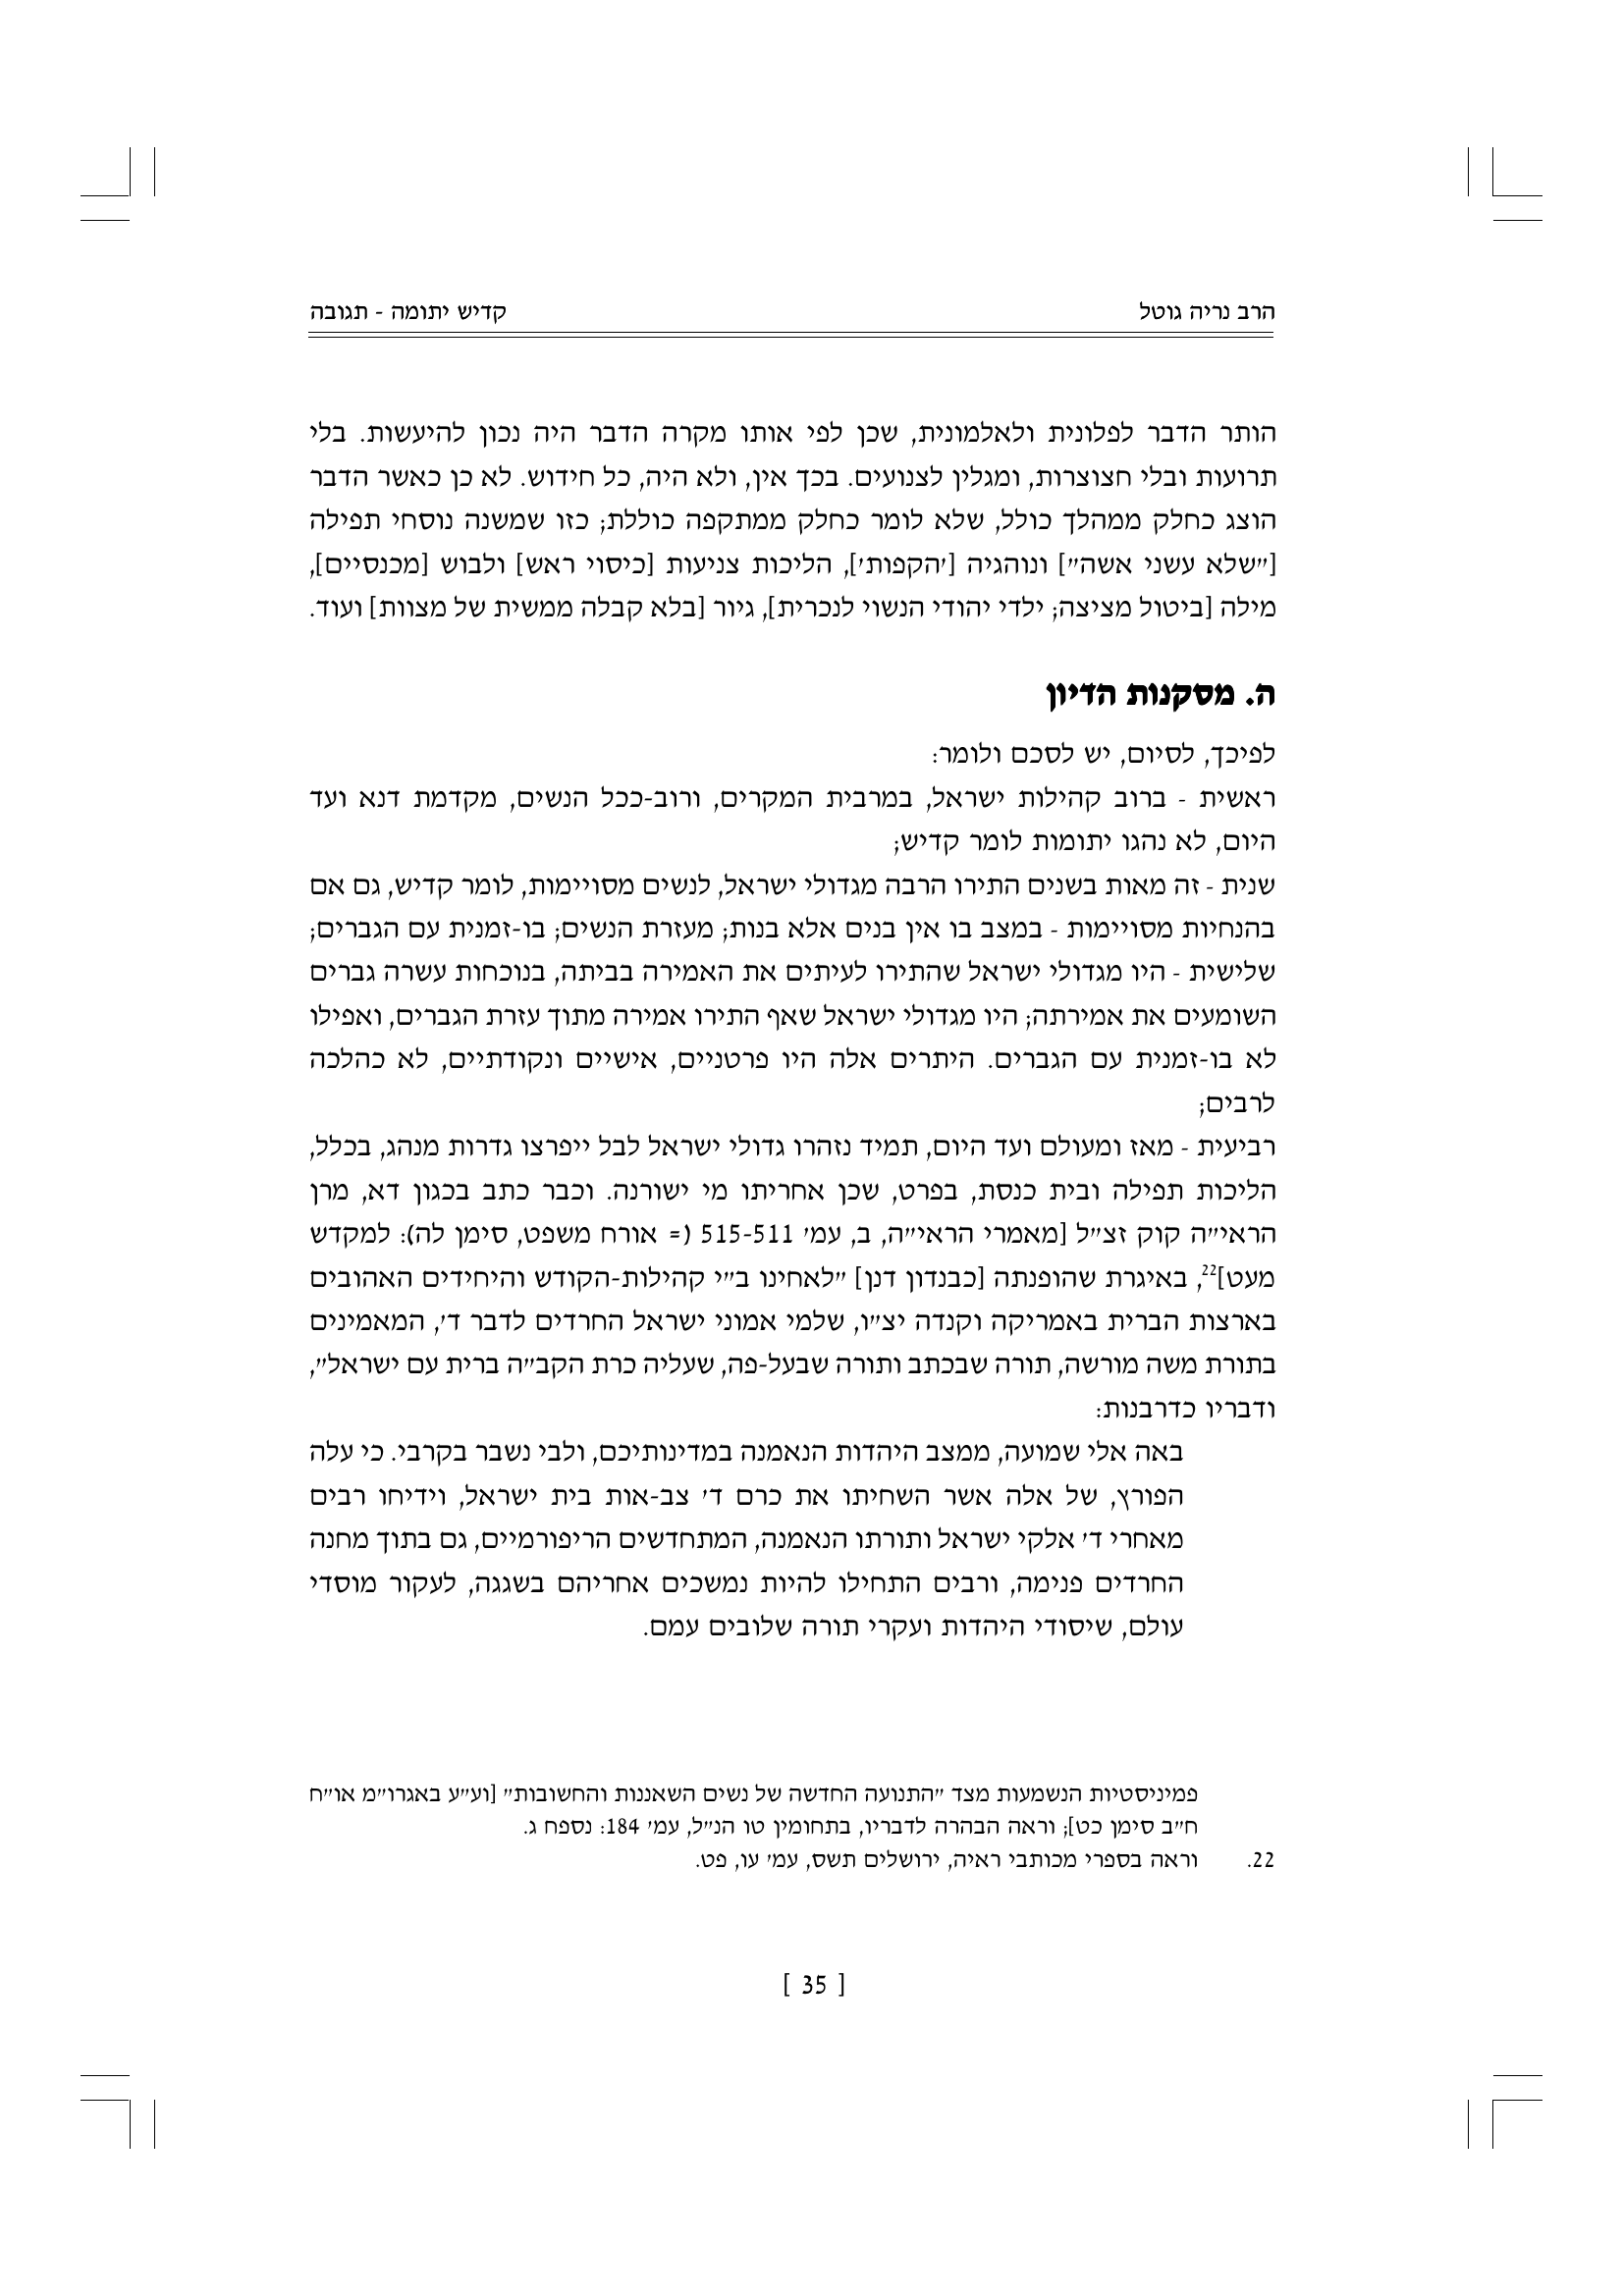 הרב נריה גוטל
קדיש יתומה - תגובה
הותר הדבר לפלונית ולאלמונית, שכן לפי אותו מקרה הדבר היה נכון להיעשות. בלי
תרועות ובלי חצוצרות, ומגלין לצנועים. בכך אין, ולא היה, כל חידוש. לא כן כאשר הדבר
הוצג כחלק ממהלך כולל, שלא לומר כחלק ממתקפה כוללת; כזו שמשנה נוסחי תפילה
[״שלא עשני אשה״] ונוהגיה [׳הקפות׳], הליכות צניעות [כיסוי ראש] ולבוש [מכנסיים],
מילה [ביטול מציצה; ילדי יהודי הנשוי לנכרית], גיור [בלא קבלה ממשית של מצוות] ועוד.
ה. מסקנות הדיון
לפיכך, לסיום, יש לסכם ולומר:
ראשית - ברוב קהילות ישראל, במרבית המקרים, ורוב-ככל הנשים, מקדמת דנא ועד
היום, לא נהגו יתומות לומר קדיש;
שנית - זה מאות בשנים התירו הרבה מגדולי ישראל, לנשים מסויימות, לומר קדיש, גם אם
בהנחיות מסויימות - במצב בו אין בנים אלא בנות; מעזרת הנשים; בו-זמנית עם הגברים;
שלישית - היו מגדולי ישראל שהתירו לעיתים את האמירה בביתה, בנוכחות עשרה גברים
השומעים את אמירתה; היו מגדולי ישראל שאף התירו אמירה מתוך עזרת הגברים, ואפילו
לא בו-זמנית עם הגברים. היתרים אלה היו פרטניים, אישיים ונקודתיים, לא כהלכה
לרבים;
רביעית - מאז ומעולם ועד היום, תמיד נזהרו גדולי ישראל לבל ייפרצו גדרות מנהג, בכלל,
הליכות תפילה ובית כנסת, בפרט, שכן אחריתו מי ישורנה. וכבר כתב בכגון דא, מרן
הראי״ה קוק זצ״ל [מאמרי הראי״ה, ב, עמ׳ 515-511 (= אורח משפט, סימן לה): למקדש
מעט]22, באיגרת שהופנתה [כבנדון דנן] ״לאחינו ב״י קהילות-הקודש והיחידים האהובים
בארצות הברית באמריקה וקנדה יצ״ו, שלמי אמוני ישראל החרדים לדבר ד׳, המאמינים
בתורת משה מורשה, תורה שבכתב ותורה שבעל-פה, שעליה כרת הקב״ה ברית עם ישראל״,
ודבריו כדרבנות:
באה אלי שמועה, ממצב היהדות הנאמנה במדינותיכם, ולבי נשבר בקרבי. כי עלה
הפורץ, של אלה אשר השחיתו את כרם ד׳ צב-אות בית ישראל, וידיחו רבים
מאחרי ד׳ אלקי ישראל ותורתו הנאמנה, המתחדשים הריפורמיים, גם בתוך מחנה
החרדים פנימה, ורבים התחילו להיות נמשכים אחריהם בשגגה, לעקור מוסדי
עולם, שיסודי היהדות ועקרי תורה שלובים עמם.
פמיניסטיות הנשמעות מצד ״התנועה החדשה של נשים השאננות והחשובות״ [וע״ע באגרו״מ או״ח
ח״ב סימן כט]; וראה הבהרה לדבריו, בתחומין טו הנ״ל, עמ׳ 184: נספח ג.
22. וראה בספרי מכותבי ראיה, ירושלים תשס, עמ׳ עו, פט.
[ 35 ]